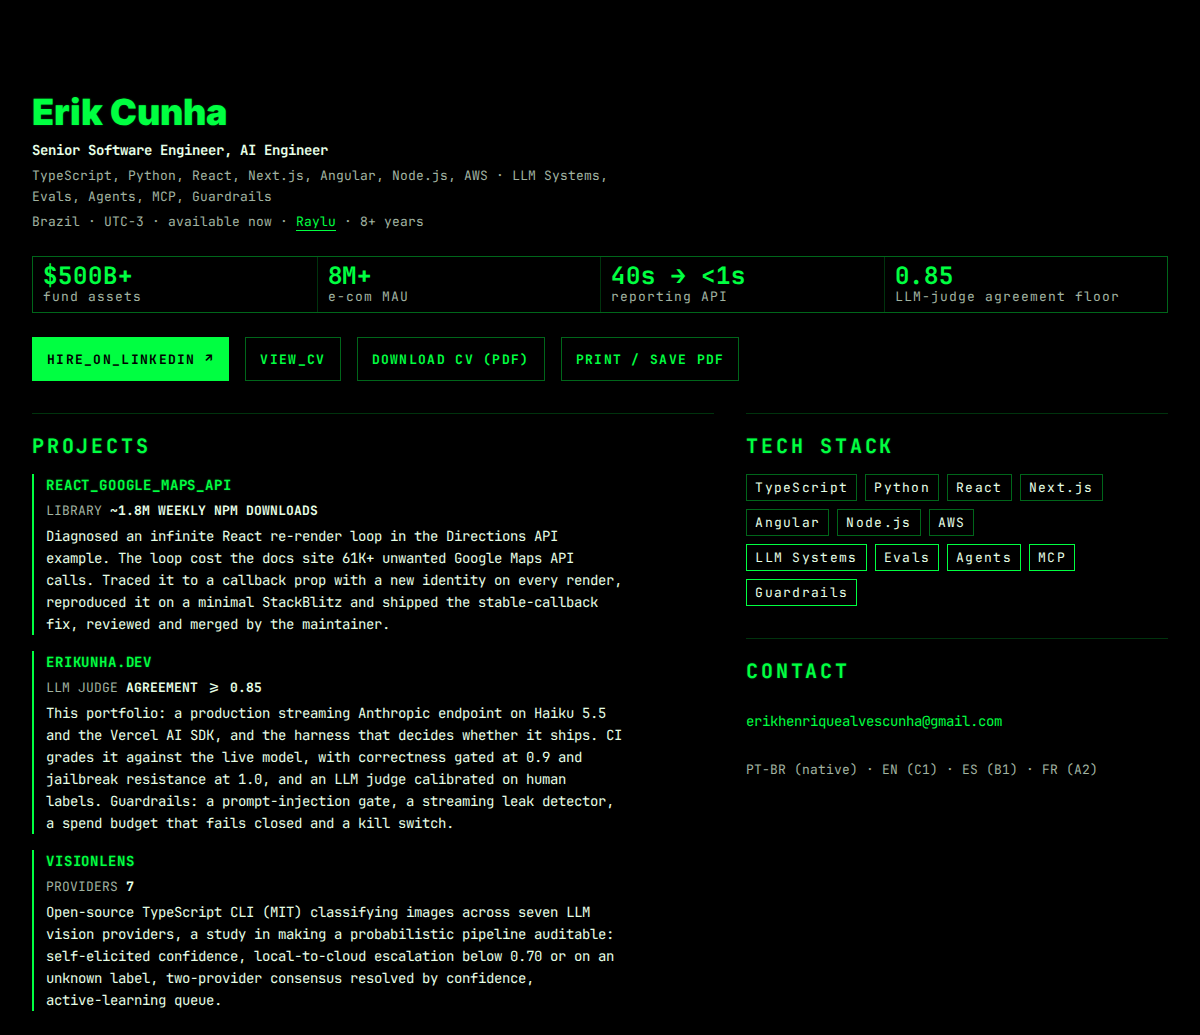 Erik Cunha
Senior Software Engineer, AI Engineer
TypeScript, Python, React, Next.js, Angular, Node.js, AWS · LLM Systems,
Evals, Agents, MCP, Guardrails
Brazil · UTC-3 · available now · Raylu · 8+ years
$500B+
fund assets
8M+
e-com MAU
40s → <1s
reporting API
0.85
LLM-judge agreement floor
HIRE_ON_LINKEDIN ↗
VIEW_CV
DOWNLOAD CV (PDF)
PRINT / SAVE PDF
PROJECTS
REACT_GOOGLE_MAPS_API
LIBRARY ~1.8M WEEKLY NPM DOWNLOADS
Diagnosed an infinite React re-render loop in the Directions API
example. The loop cost the docs site 61K+ unwanted Google Maps API
calls. Traced it to a callback prop with a new identity on every render,
reproduced it on a minimal StackBlitz and shipped the stable-callback
fix, reviewed and merged by the maintainer.
ERIKUNHA.DEV
LLM JUDGE AGREEMENT ≥ 0.85
This portfolio: a production streaming Anthropic endpoint on Haiku 5.5
and the Vercel AI SDK, and the harness that decides whether it ships. CI
grades it against the live model, with correctness gated at 0.9 and
jailbreak resistance at 1.0, and an LLM judge calibrated on human
labels. Guardrails: a prompt-injection gate, a streaming leak detector,
a spend budget that fails closed and a kill switch.
VISIONLENS
PROVIDERS 7
Open-source TypeScript CLI (MIT) classifying images across seven LLM
vision providers, a study in making a probabilistic pipeline auditable:
self-elicited confidence, local-to-cloud escalation below 0.70 or on an
unknown label, two-provider consensus resolved by confidence,
active-learning queue.
TECH STACK
TypeScript Python React Next.js
Angular Node.js AWS
LLM Systems Evals Agents MCP
Guardrails
CONTACT
erikhenriquealvescunha@gmail.com
PT-BR (native) · EN (C1) · ES (B1) · FR (A2)